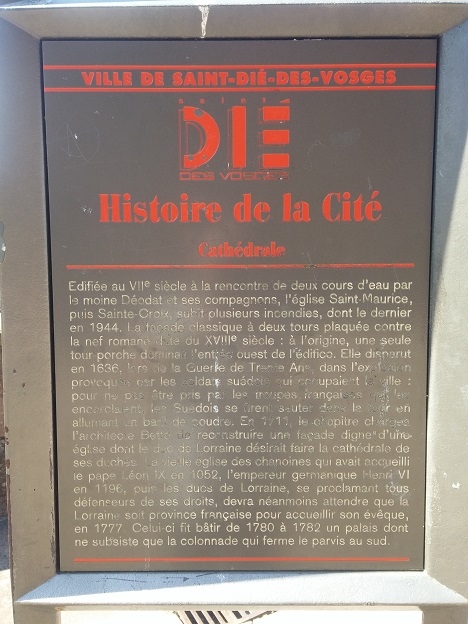 VILLE DE SAINT-DIÉ-DES-VOSGES
saint
DIE
DES VOSGES
Histoire de la Cité
Cathédrale
Edifiée au VIIe siècle à la rencontre de deux cours d'eau par
le moine Déodat et ses compagnons, l'église Saint-Maurice,
puis Sainte-Croix, subit plusieurs incendies, dont le dernier
en 1944. La façade classique à deux tours plaquée contre
la nef romane date du XVIIIe siècle : à l'origine, une seule
tour-porche dominait l'entrée ouest de l'édifice. Elle disparut
en 1636, lors de la Guerre de Trente Ans, dans l'explosion
provoquée par les soldats suédois qui occupaient la ville :
pour ne pas être pris par les troupes françaises qui les
encerclaient, les Suédois se firent sauter dans la tour en
allumant un baril de poudre. En 1711, le chapitre chargea
l'architecte Betto de reconstruire une façade digne d'une
église dont le duc de Lorraine désirait faire la cathédrale de
ses duchés. La vieille église des chanoines qui avait accueilli
le pape Léon IX en 1052, l'empereur germanique Henri VI
en 1196, puis les ducs de Lorraine, se proclamant tous
défenseurs de ses droits, devra néanmoins attendre que la
Lorraine soit province française pour accueillir son évêque,
en 1777. Celui-ci fit bâtir de 1780 à 1782 un palais dont
ne subsiste que la colonnade qui ferme le parvis au sud.